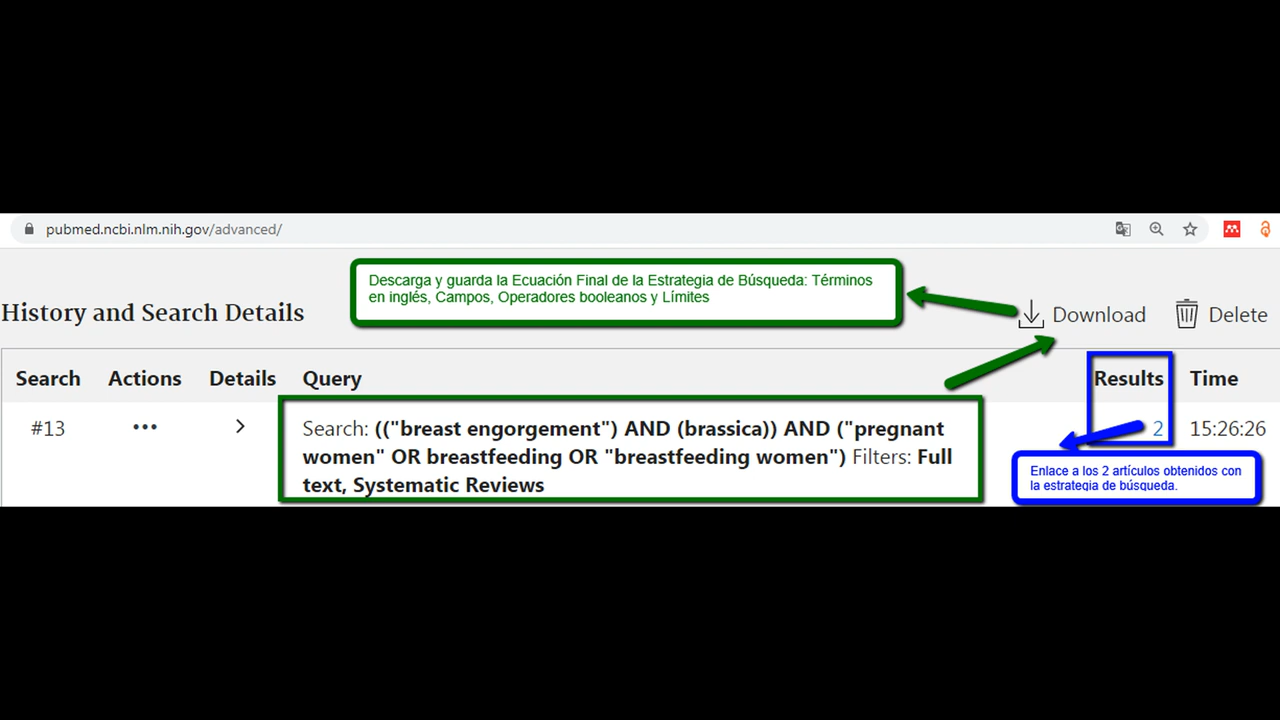 pubmed.ncbi.nlm.nih.gov/advanced/
Descarga y guarda la Ecuación Final de la Estrategia de Búsqueda: Términos
en inglés, Campos, Operadores booleanos y Límites
History and Search Details
Download
Delete
Search Actions Details Query Results Time
#13
Search: (("breast engorgement") AND (brassica)) AND ("pregnant
women" OR breastfeeding OR "breastfeeding women") Filters: Full
text, Systematic Reviews
2
15:26:26
Enlace a los 2 artículos obtenidos con
la estrategia de búsqueda.